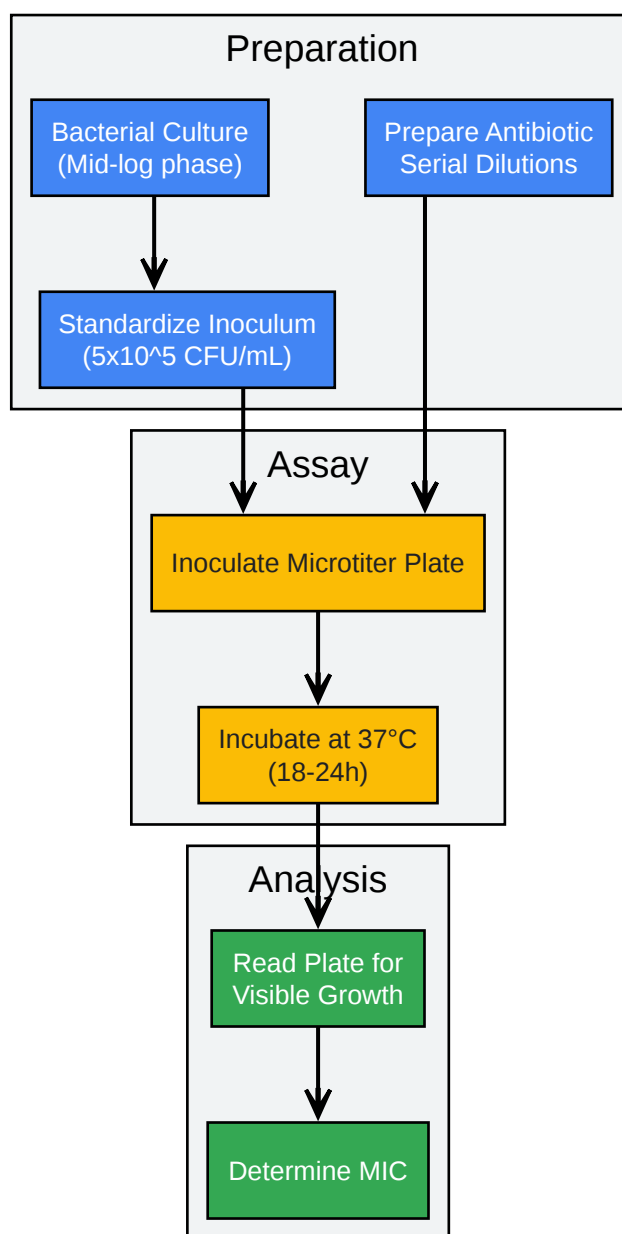 Preparation
Bacterial Culture
(Mid-log phase)
Prepare Antibiotic
Serial Dilutions
Standardize Inoculum
(5x10^5 CFU/mL)
Assay
Inoculate Microtiter Plate
Incubate at 37°C
(18-24h)
Analysis
Read Plate for
Visible Growth
Determine MIC